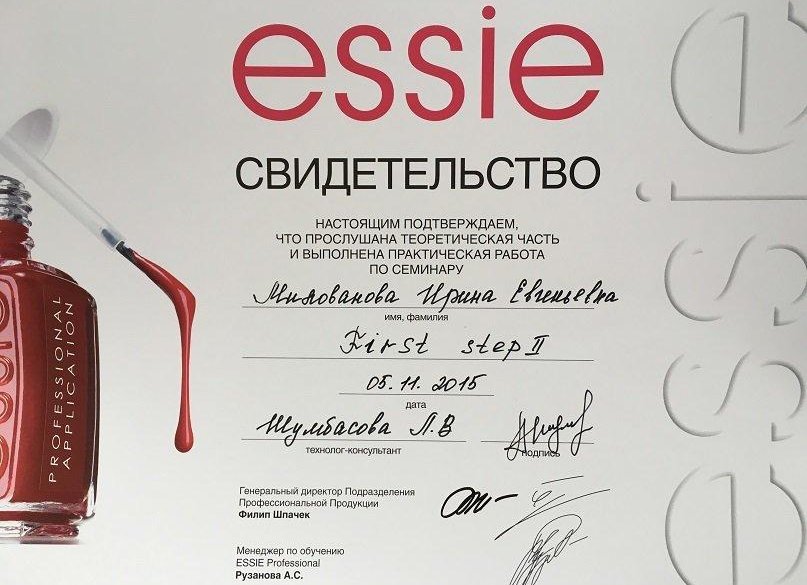 essie
СВИДЕТЕЛЬСТВО
НАСТОЯЩИМ ПОДТВЕРЖДАЕМ,
ЧТО ПРОСЛУШАНА ТЕОРЕТИЧЕСКАЯ ЧАСТЬ
И ВЫПОЛНЕНА ПРАКТИЧЕСКАЯ РАБОТА
ПО СЕМИНАРУ
Милованова Ирина Евгеньевна
имя, фамилия
First step II
05.11.2015
дата
Шумбасова Л.В
технолог-консультант
подпись
Генеральный директор Подразделения
Профессиональной Продукции
Филип Шпачек
Менеджер по обучению
ESSIE Professional
Рузанова А.С.
essie
PROFESSIONAL
APPLICATION
essie